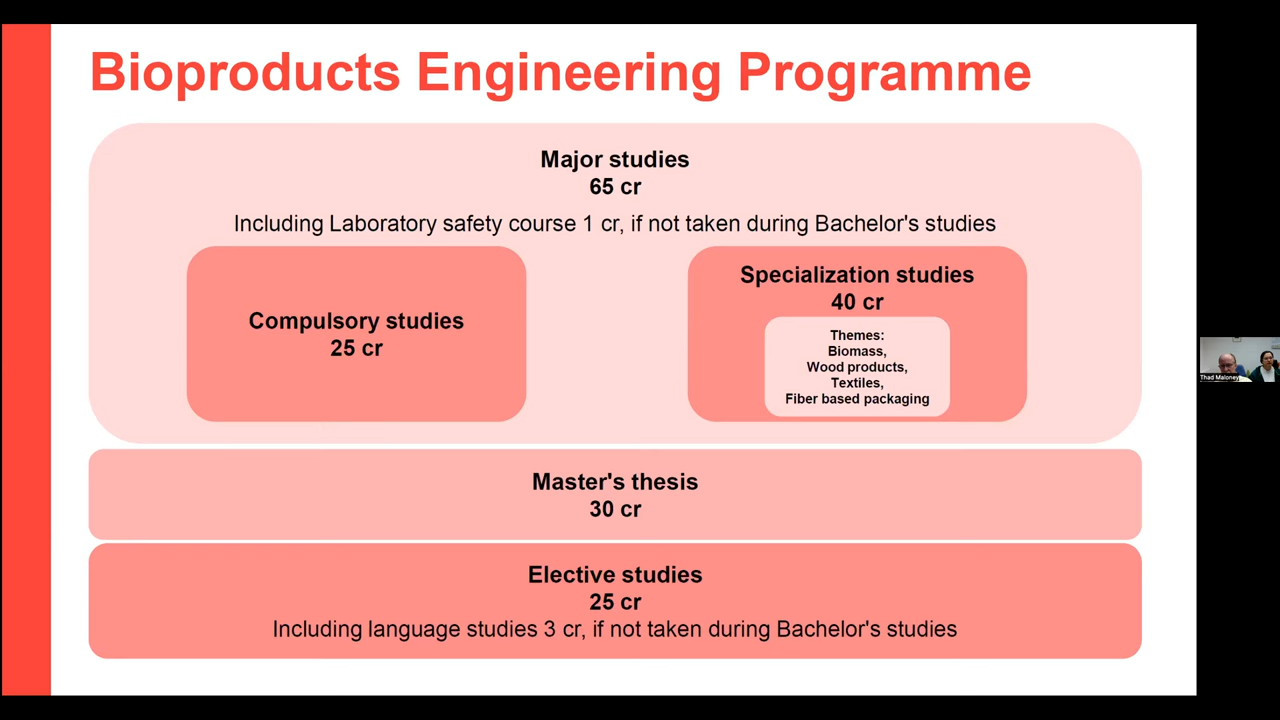 Bioproducts Engineering Programme
Major studies
65 cr
Including Laboratory safety course 1 cr, if not taken during Bachelor's studies
Compulsory studies
25 cr
Specialization studies
40 cr
Themes:
Biomass,
Wood products,
Textiles,
Fiber based packaging
Master's thesis
30 cr
Elective studies
25 cr
Including language studies 3 cr, if not taken during Bachelor's studies
Thad Maloney